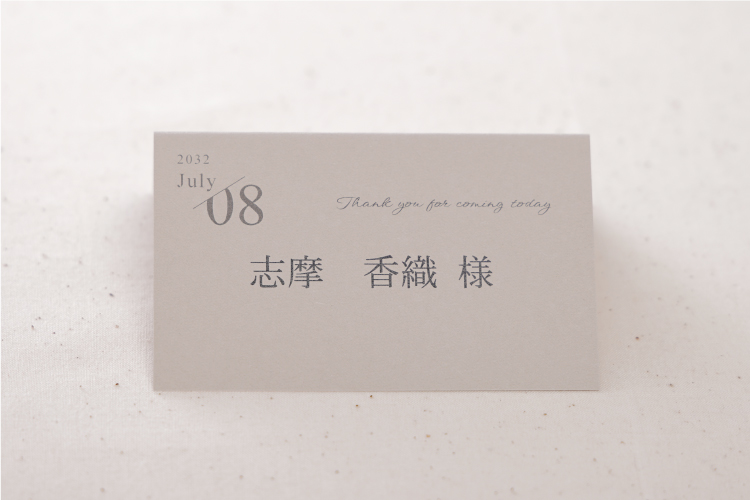 2032
July
08
Thank you for coming today
志摩　香織 様